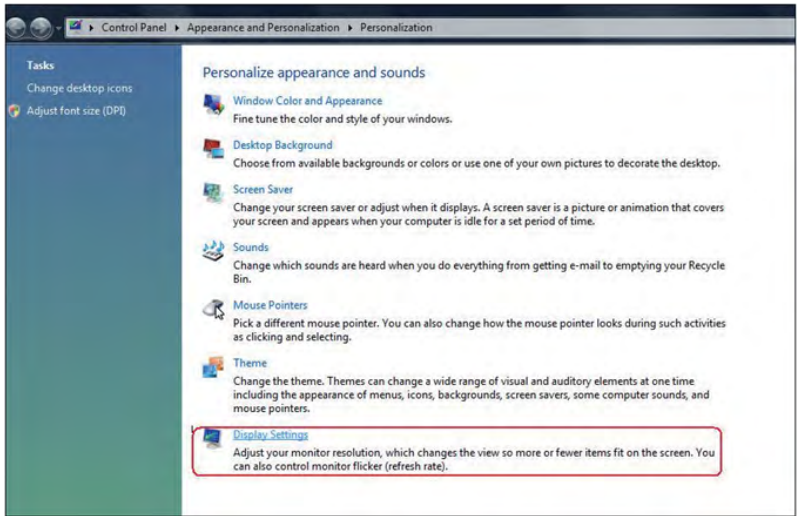 Control Panel ▸ Appearance and Personalization ▸ Personalization
Tasks
Change desktop icons
Adjust font size (DPI)
Personalize appearance and sounds
Window Color and Appearance
Fine tune the color and style of your windows.
Desktop Background
Choose from available backgrounds or colors or use one of your own pictures to decorate the desktop.
Screen Saver
Change your screen saver or adjust when it displays. A screen saver is a picture or animation that covers
your screen and appears when your computer is idle for a set period of time.
Sounds
Change which sounds are heard when you do everything from getting e-mail to emptying your Recycle
Bin.
Mouse Pointers
Pick a different mouse pointer. You can also change how the mouse pointer looks during such activities
as clicking and selecting.
Theme
Change the theme. Themes can change a wide range of visual and auditory elements at one time
including the appearance of menus, icons, backgrounds, screen savers, some computer sounds, and
mouse pointers.
Display Settings
Adjust your monitor resolution, which changes the view so more or fewer items fit on the screen. You
can also control monitor flicker (refresh rate).